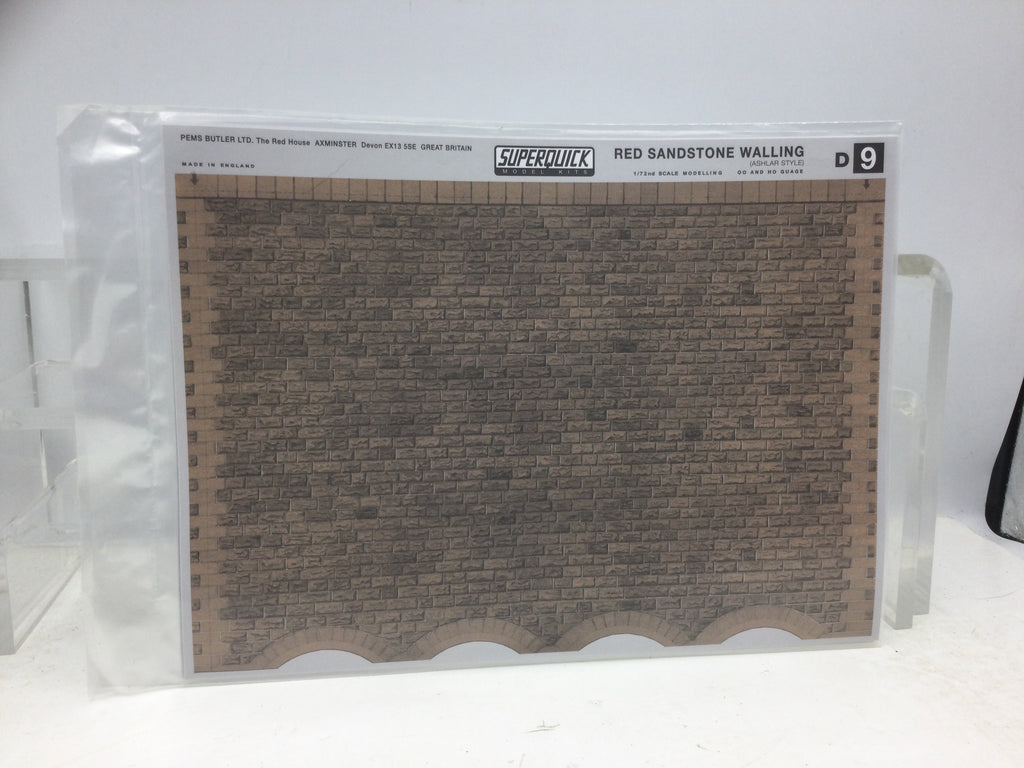 PEMS BUTLER LTD. The Red House AXMINSTER Devon EX13 5SE GREAT BRITAIN
MADE IN ENGLAND
SUPERQUICK
MODEL KITS
RED SANDSTONE WALLING
(ASHLAR STYLE)
1/72nd SCALE MODELLING OO AND HO GUAGE
D 9